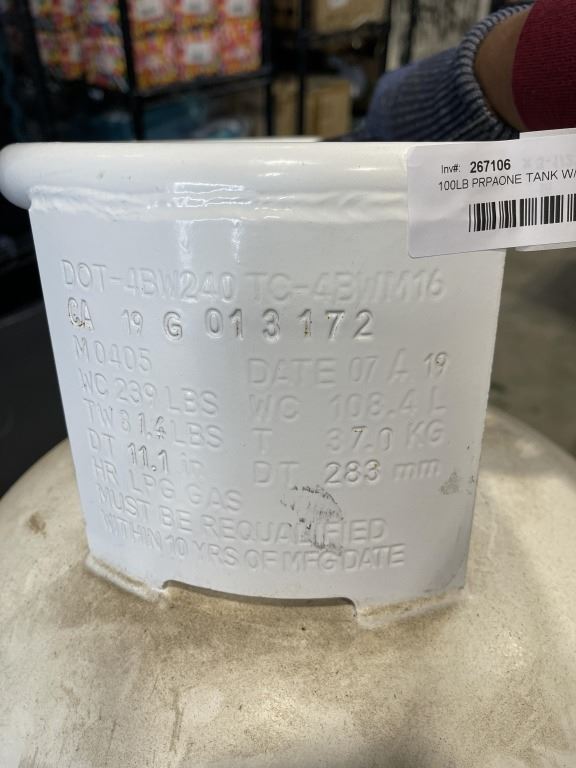 Inv#: 267106
100LB PRPAONE TANK W/
DOT-4BW240 TC-4BWM16
CA 19 G 013172
M0405 DATE 07 A 19
WC 239 LBS WC 108.4 L
TW 81.4 LBS T 37.0 KG
DT 11.1 in DT 283 mm
HR LPG GAS
MUST BE REQUALIFIED
WITHIN 10 YRS OF MFG DATE